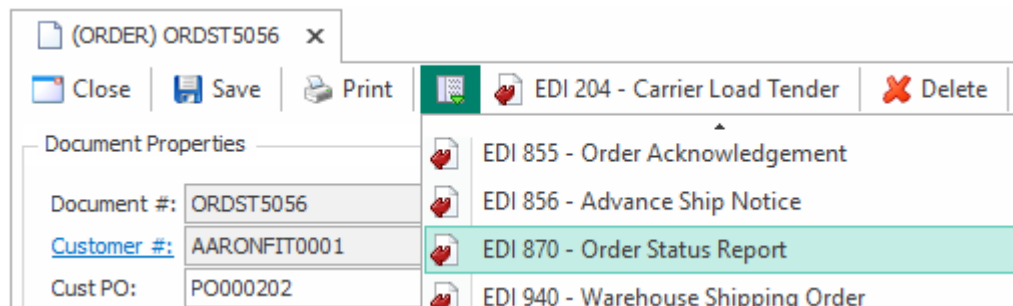 (ORDER) ORDST5056 x
Close Save Print EDI 204 - Carrier Load Tender Delete
Document Properties
EDI 855 - Order Acknowledgement
Document #: ORDST5056
EDI 856 - Advance Ship Notice
Customer #: AARONFIT0001
EDI 870 - Order Status Report
Cust PO: PO000202
EDI 940 - Warehouse Shipping Order